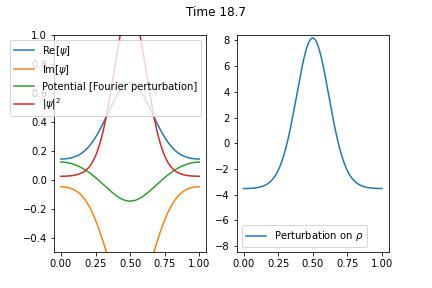 Time 18.7
1.0
0.8
0.6
0.4
0.2
0.0
−0.2
−0.4
Re[ψ]
Im[ψ]
Potential [Fourier perturbation]
|ψ|²
0.00 0.25 0.50 0.75 1.00
8
6
4
2
0
−2
−4
−6
−8
Perturbation on ρ
0.00 0.25 0.50 0.75 1.00